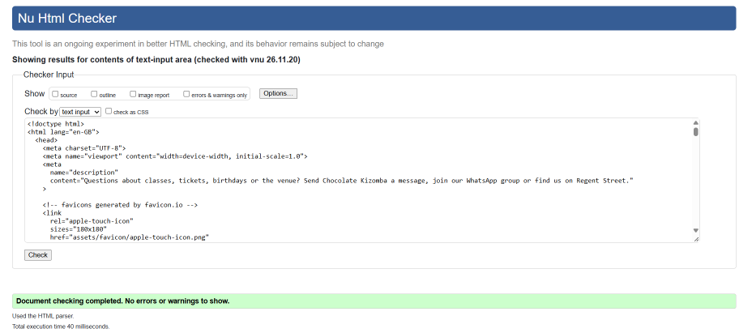 Nu Html Checker
This tool is an ongoing experiment in better HTML checking, and its behavior remains subject to change
Showing results for contents of text-input area (checked with vnu 26.11.20)
Checker Input
Show source outline image report errors & warnings only Options...
Check by text input check as CSS
<!doctype html>
<html lang="en-GB">
<head>
<meta charset="UTF-8">
<meta name="viewport" content="width=device-width, initial-scale=1.0">
<meta
name="description"
content="Questions about classes, tickets, birthdays or the venue? Send Chocolate Kizomba a message, join our WhatsApp group or find us on Regent Street."
>
<!-- favicons generated by favicon.io -->
<link
rel="apple-touch-icon"
sizes="180x180"
href="assets/favicon/apple-touch-icon.png"
Check
Document checking completed. No errors or warnings to show.
Used the HTML parser.
Total execution time 40 milliseconds.